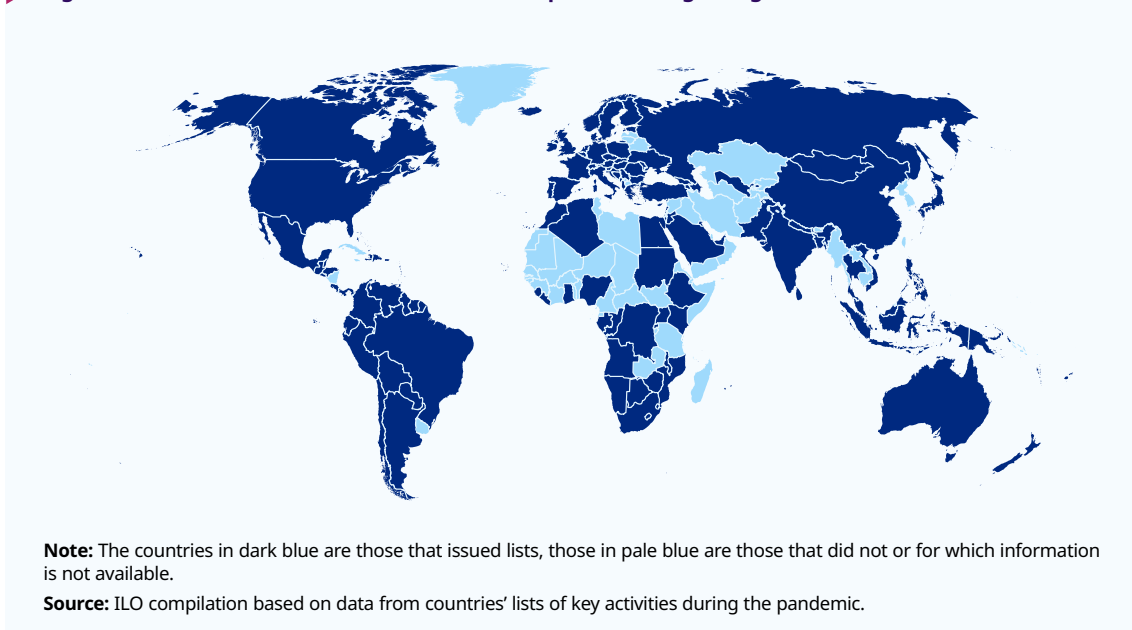 Note: The countries in dark blue are those that issued lists, those in pale blue are those that did not or for which information
is not available.
Source: ILO compilation based on data from countries’ lists of key activities during the pandemic.